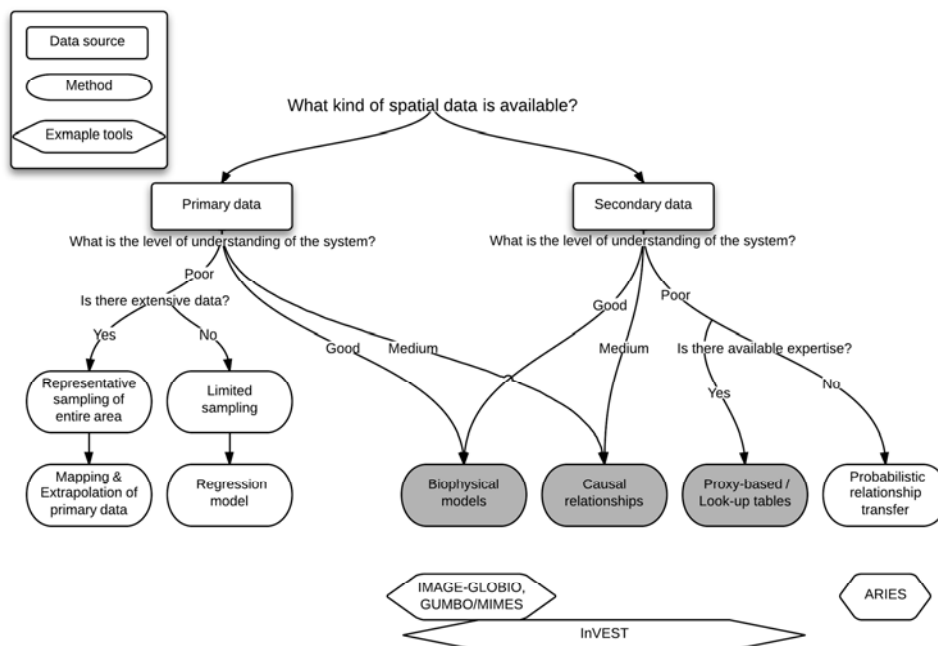 Data source
Method
Exmaple tools
What kind of spatial data is available?
Primary data
Secondary data
What is the level of understanding of the system?
What is the level of understanding of the system?
Poor
Good
Poor
Is there extensive data?
Yes
No
Good
Medium
Medium
Is there available expertise?
Yes
No
Representative
sampling of
entire area
Limited
sampling
Mapping &
Extrapolation of
primary data
Regression
model
Biophysical
models
Causal
relationships
Proxy-based /
Look-up tables
Probabilistic
relationship
transfer
IMAGE-GLOBIO,
GUMBO/MIMES
ARIES
InVEST